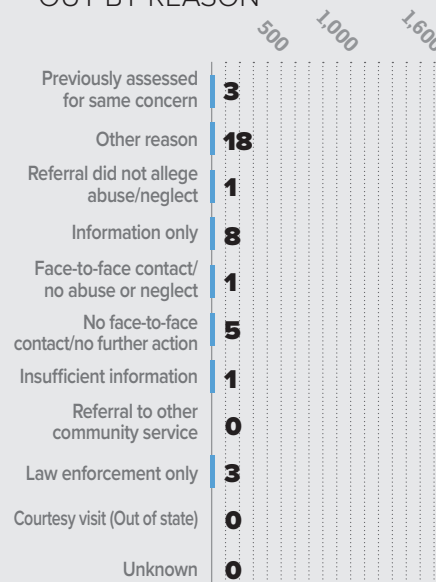 OUT BY REASON
500
1,000
1,600
Previously assessed
for same concern
3
Other reason
18
Referral did not allege
abuse/neglect
1
Information only
8
Face-to-face contact/
no abuse or neglect
1
No face-to-face
contact/no further action
5
Insufficient information
1
Referral to other
community service
0
Law enforcement only
3
Courtesy visit (Out of state)
0
Unknown
0